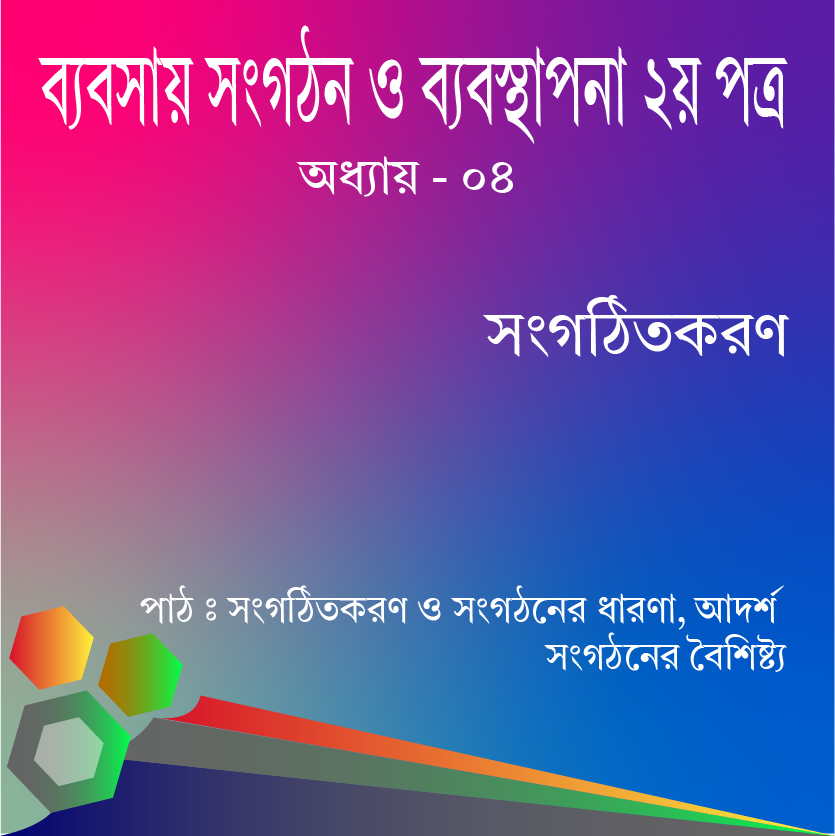 ব্যবসায় সংগঠন ও ব্যবস্থাপনা ২য় পত্র
অধ্যায় - ০৪
সংগঠিতকরণ
পাঠ ঃ সংগঠিতকরণ ও সংগঠনের ধারণা, আদর্শ
সংগঠনের বৈশিষ্ট্য